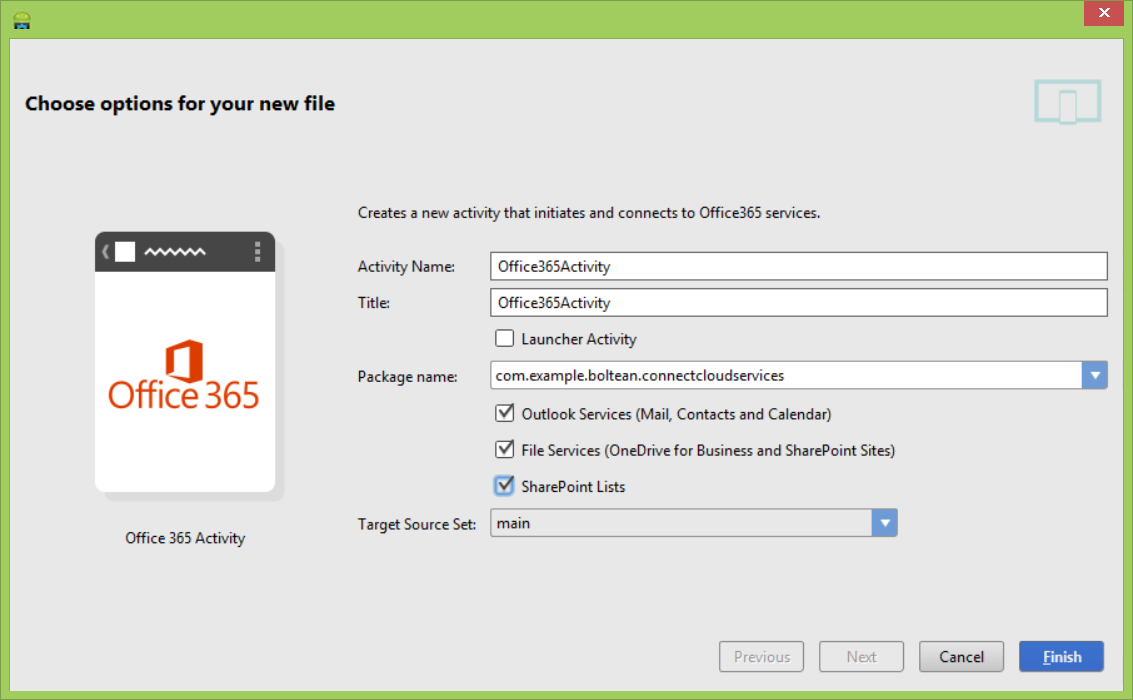 Choose options for your new file
Creates a new activity that initiates and connects to Office365 services.
Activity Name: Office365Activity
Title: Office365Activity
Launcher Activity
Package name: com.example.boltean.connectcloudservices
Outlook Services (Mail, Contacts and Calendar)
File Services (OneDrive for Business and SharePoint Sites)
SharePoint Lists
Target Source Set: main
Office 365
Office 365 Activity
Previous Next Cancel Finish